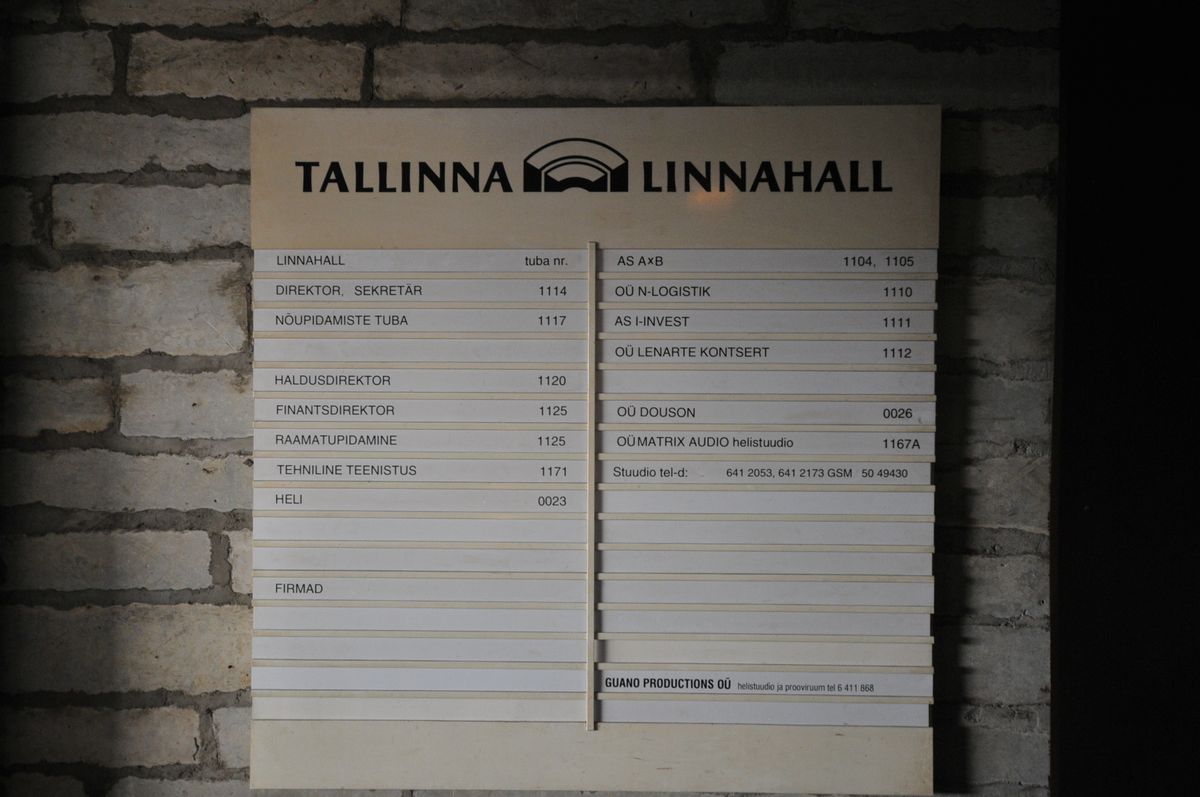 TALLINNA LINNAHALL
LINNAHALL tuba nr.
DIREKTOR, SEKRETÄR 1114
NÕUPIDAMISTE TUBA 1117
HALDUSDIREKTOR 1120
FINANTSDIREKTOR 1125
RAAMATUPIDAMINE 1125
TEHNILINE TEENISTUS 1171
HELI 0023
FIRMAD
AS A×B 1104, 1105
OÜ N-LOGISTIK 1110
AS I-INVEST 1111
OÜ LENARTE KONTSERT 1112
OÜ DOUSON 0026
OÜ MATRIX AUDIO helistuudio 1167A
Stuudio tel-d: 641 2053, 641 2173 GSM 50 49430
GUANO PRODUCTIONS OÜ helistuudio ja prooviruum tel 6 411 868